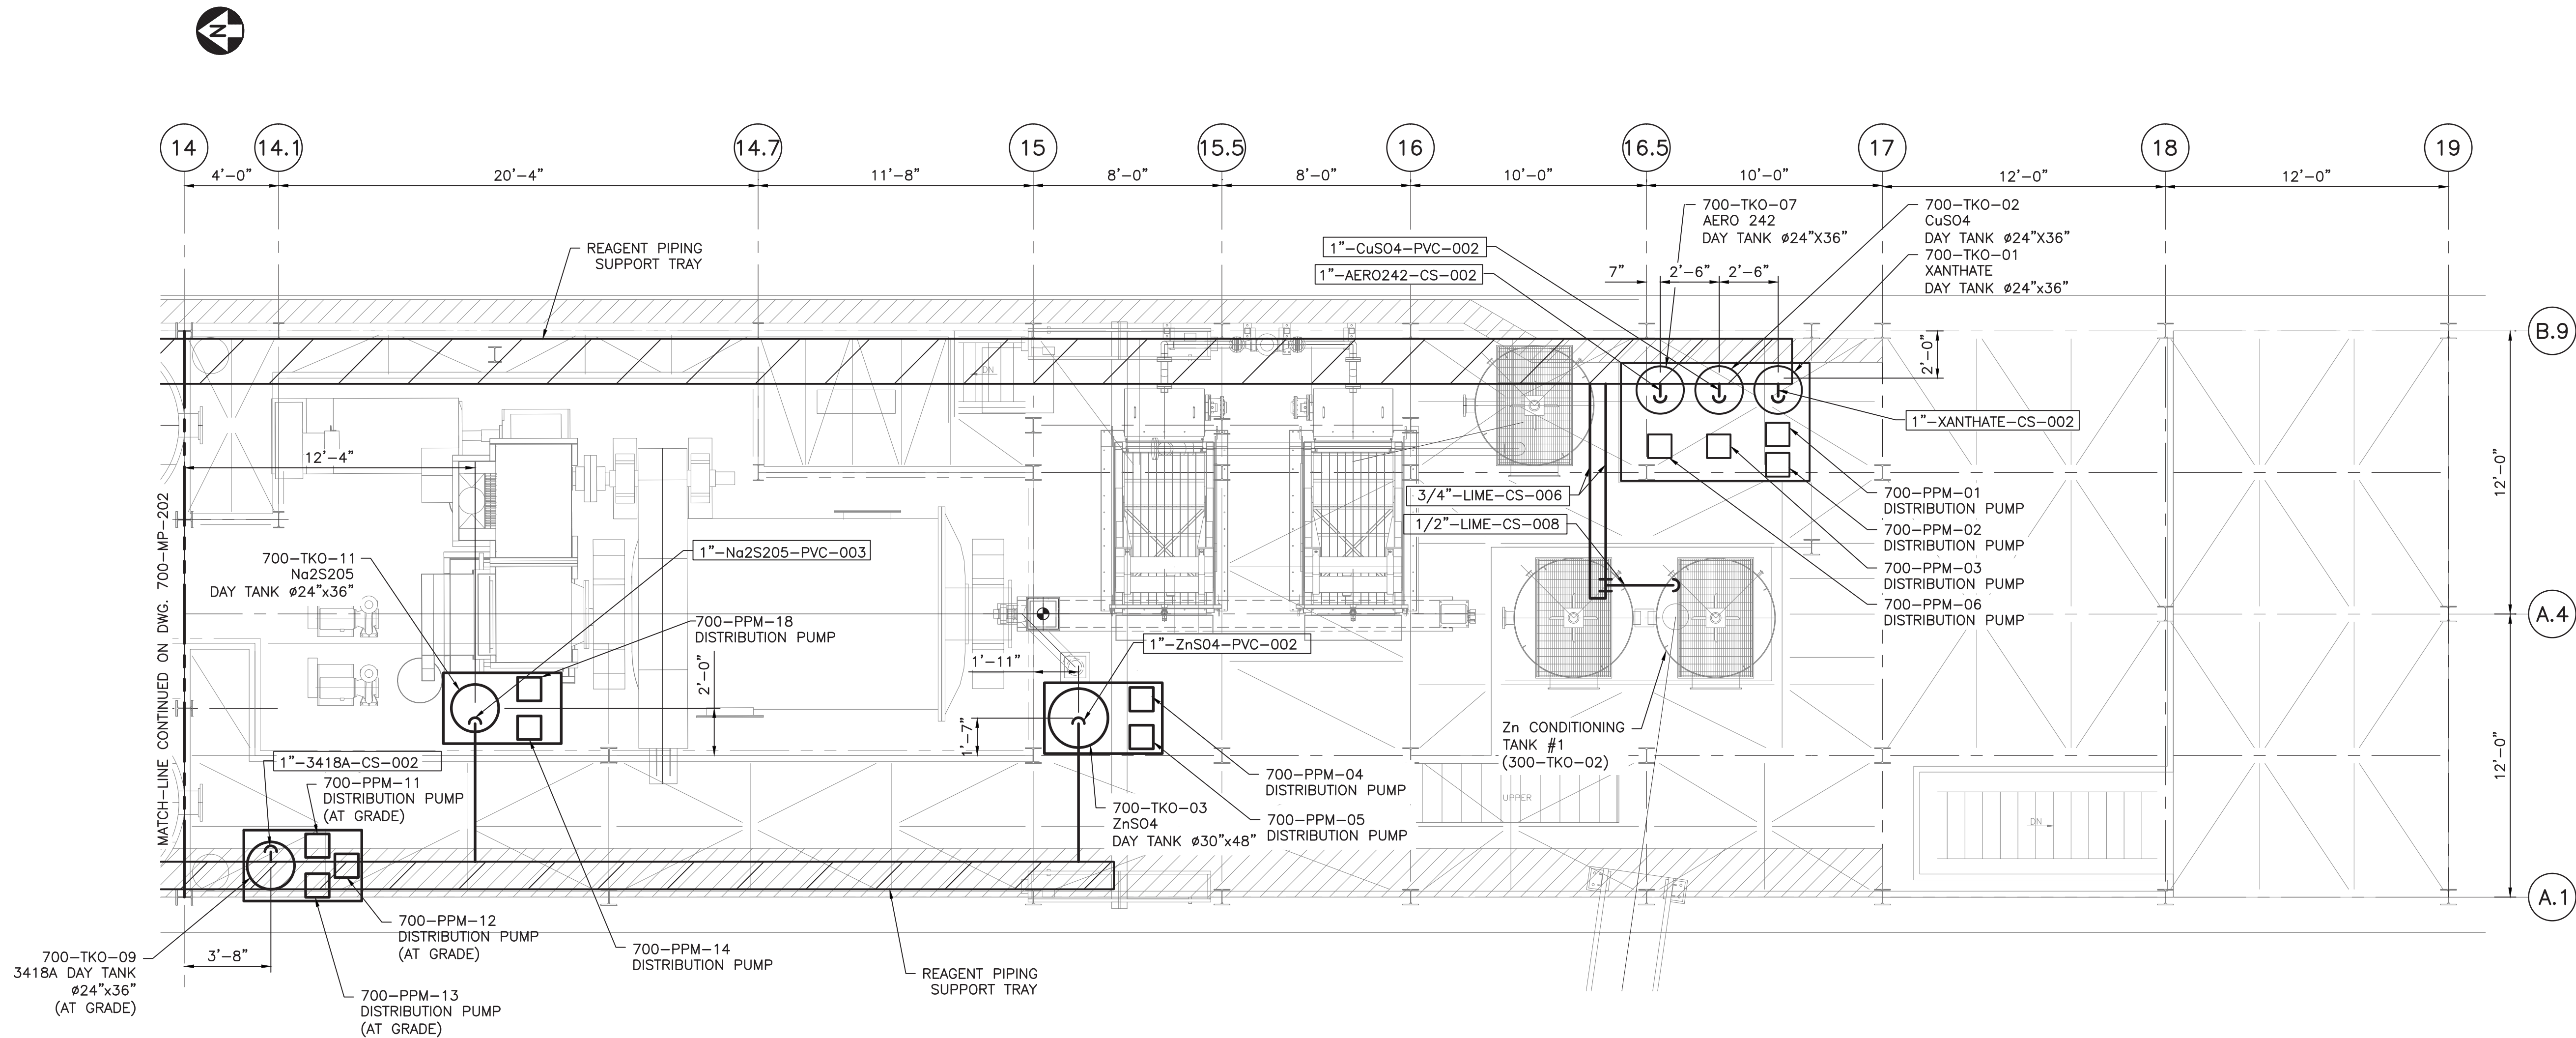 N
14
14.1
14.7
15
15.5
16
16.5
17
18
19
4'-0"
20'-4"
11'-8"
8'-0"
8'-0"
10'-0"
10'-0"
12'-0"
12'-0"
REAGENT PIPING
SUPPORT TRAY
1"-CuSO4-PVC-002
1"-AERO242-CS-002
700-TKO-07
AERO 242
DAY TANK ø24"X36"
700-TKO-02
CuSO4
DAY TANK ø24"X36"
700-TKO-01
XANTHATE
DAY TANK ø24"x36"
7"
2'-6"
2'-6"
B.9
2'-0"
DN
1"-XANTHATE-CS-002
12'-4"
12'-0"
3/4"-LIME-CS-006
1/2"-LIME-CS-008
700-PPM-01
DISTRIBUTION PUMP
700-PPM-02
DISTRIBUTION PUMP
700-PPM-03
DISTRIBUTION PUMP
700-PPM-06
DISTRIBUTION PUMP
MATCH-LINE CONTINUED ON DWG. 700-MP-202
700-TKO-11
Na2S205
DAY TANK ø24"x36"
1"-Na2S205-PVC-003
700-PPM-18
DISTRIBUTION PUMP
2'-0"
1'-11"
1"-ZnS04-PVC-002
A.4
1'-7"
Zn CONDITIONING
TANK #1
(300-TKO-02)
12'-0"
1"-3418A-CS-002
700-PPM-11
DISTRIBUTION PUMP
(AT GRADE)
700-PPM-04
DISTRIBUTION PUMP
700-PPM-05
DISTRIBUTION PUMP
700-TKO-03
ZnSO4
DAY TANK ø30"x48"
UPPER
DN
A.1
700-PPM-12
DISTRIBUTION PUMP
(AT GRADE)
700-PPM-14
DISTRIBUTION PUMP
REAGENT PIPING
SUPPORT TRAY
700-TKO-09
3418A DAY TANK
ø24"x36"
(AT GRADE)
3'-8"
700-PPM-13
DISTRIBUTION PUMP
(AT GRADE)